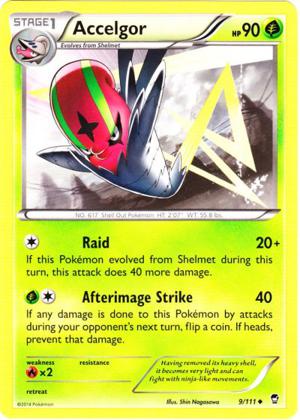 STAGE1
Accelgor
HP90
Evolves from Shelmet
NO. 617 Shell Out Pokémon HT: 2'07" WT: 55.8 lbs.
Raid 20+
If this Pokémon evolved from Shelmet during
this turn, this attack does 40 more damage.
Afterimage Strike 40
If any damage is done to this Pokémon by attacks
during your opponent's next turn, flip a coin. If heads,
prevent that damage.
weakness
resistance
×2
retreat
Having removed its heavy shell,
it becomes very light and can
fight with ninja-like movements.
©2014 Pokémon
Illus. Shin Nagasawa
9/111